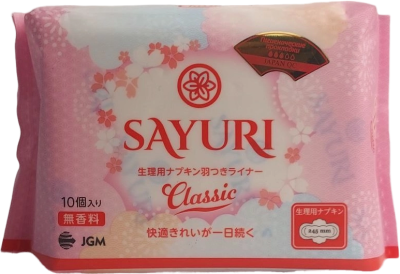 SAYURI
生理用ナプキン羽つきライナー
Classic
10個入り
無香料
JGM
快適きれいが一日続く
生理用ナプキン
245 mm